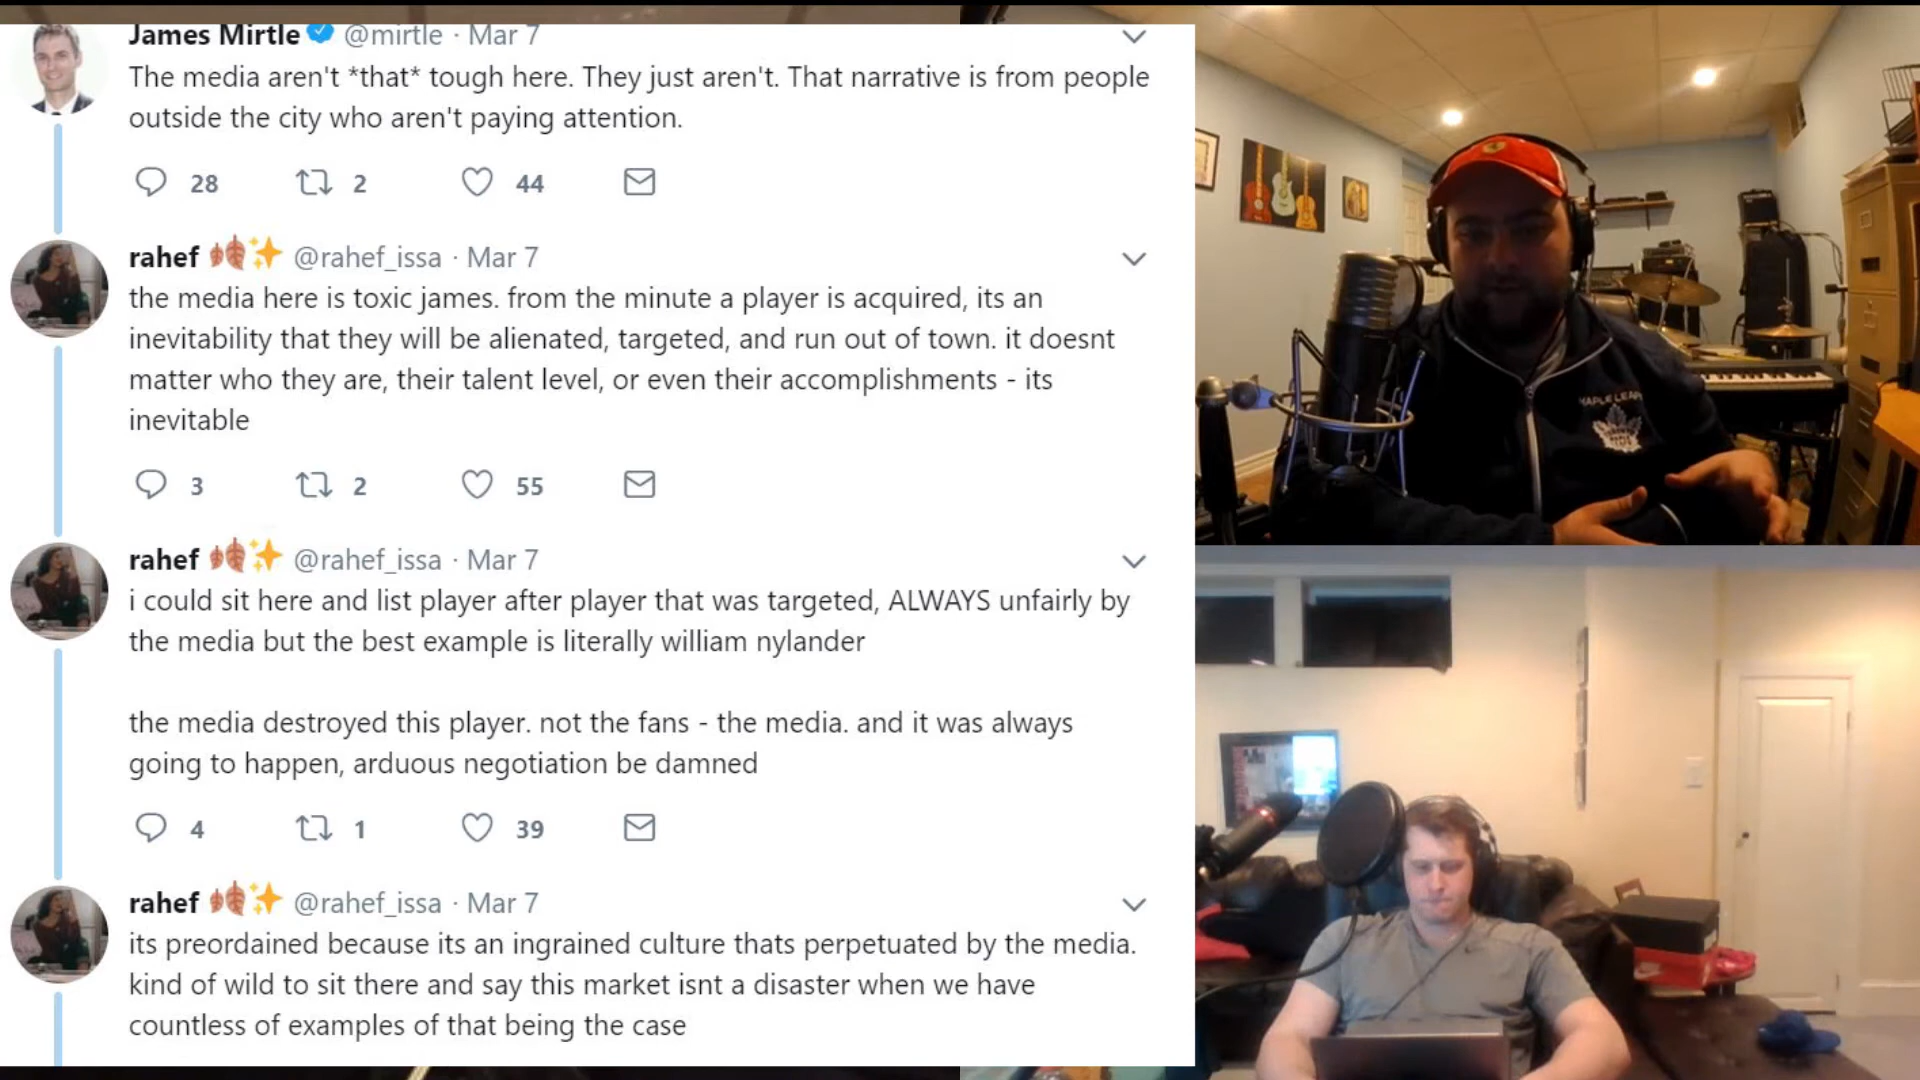 James Mirtle @mirtle · Mar 7
The media aren't *that* tough here. They just aren't. That narrative is from people
outside the city who aren't paying attention.
28 2 44
rahef @rahef_issa · Mar 7
the media here is toxic james. from the minute a player is acquired, its an
inevitability that they will be alienated, targeted, and run out of town. it doesnt
matter who they are, their talent level, or even their accomplishments - its
inevitable
3 2 55
rahef @rahef_issa · Mar 7
i could sit here and list player after player that was targeted, ALWAYS unfairly by
the media but the best example is literally william nylander
the media destroyed this player. not the fans - the media. and it was always
going to happen, arduous negotiation be damned
4 1 39
rahef @rahef_issa · Mar 7
its preordained because its an ingrained culture thats perpetuated by the media.
kind of wild to sit there and say this market isnt a disaster when we have
countless of examples of that being the case
MAPLE LEAFS